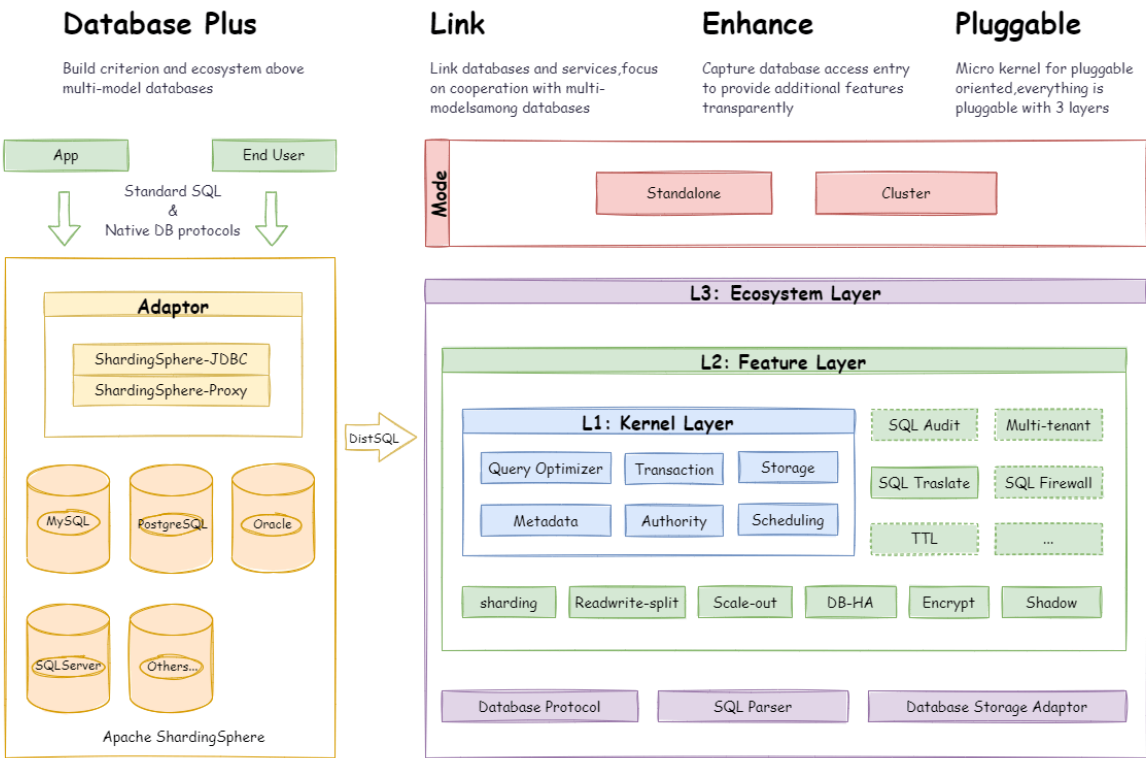 Database Plus
Build criterion and ecosystem above
multi-model databases
Link
Link databases and services,focus
on cooperation with multi-
modelsamong databases
Enhance
Capture database access entry
to provide additional features
transparently
Pluggable
Micro kernel for pluggable
oriented,everything is
pluggable with 3 layers
App
End User
Standard SQL
&
Native DB protocols
Adaptor
ShardingSphere-JDBC
ShardingSphere-Proxy
MySQL
PostgreSQL
Oracle
SQLServer
Others...
Apache ShardingSphere
DistSQL
Mode
Standalone
Cluster
L3: Ecosystem Layer
L2: Feature Layer
L1: Kernel Layer
Query Optimizer
Transaction
Storage
Metadata
Authority
Scheduling
SQL Audit
Multi-tenant
SQL Traslate
SQL Firewall
TTL
...
sharding
Readwrite-split
Scale-out
DB-HA
Encrypt
Shadow
Database Protocol
SQL Parser
Database Storage Adaptor